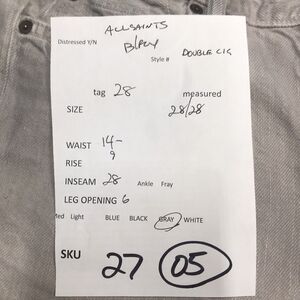 ALLSAINTS
Distressed Y/N
Style # DOUBLE CIG
tag 28 measured
SIZE 28/28
WAIST 14-
RISE 9
INSEAM 28 Ankle Fray
LEG OPENING 6
Med Light BLUE BLACK GRAY WHITE
SKU 27 05